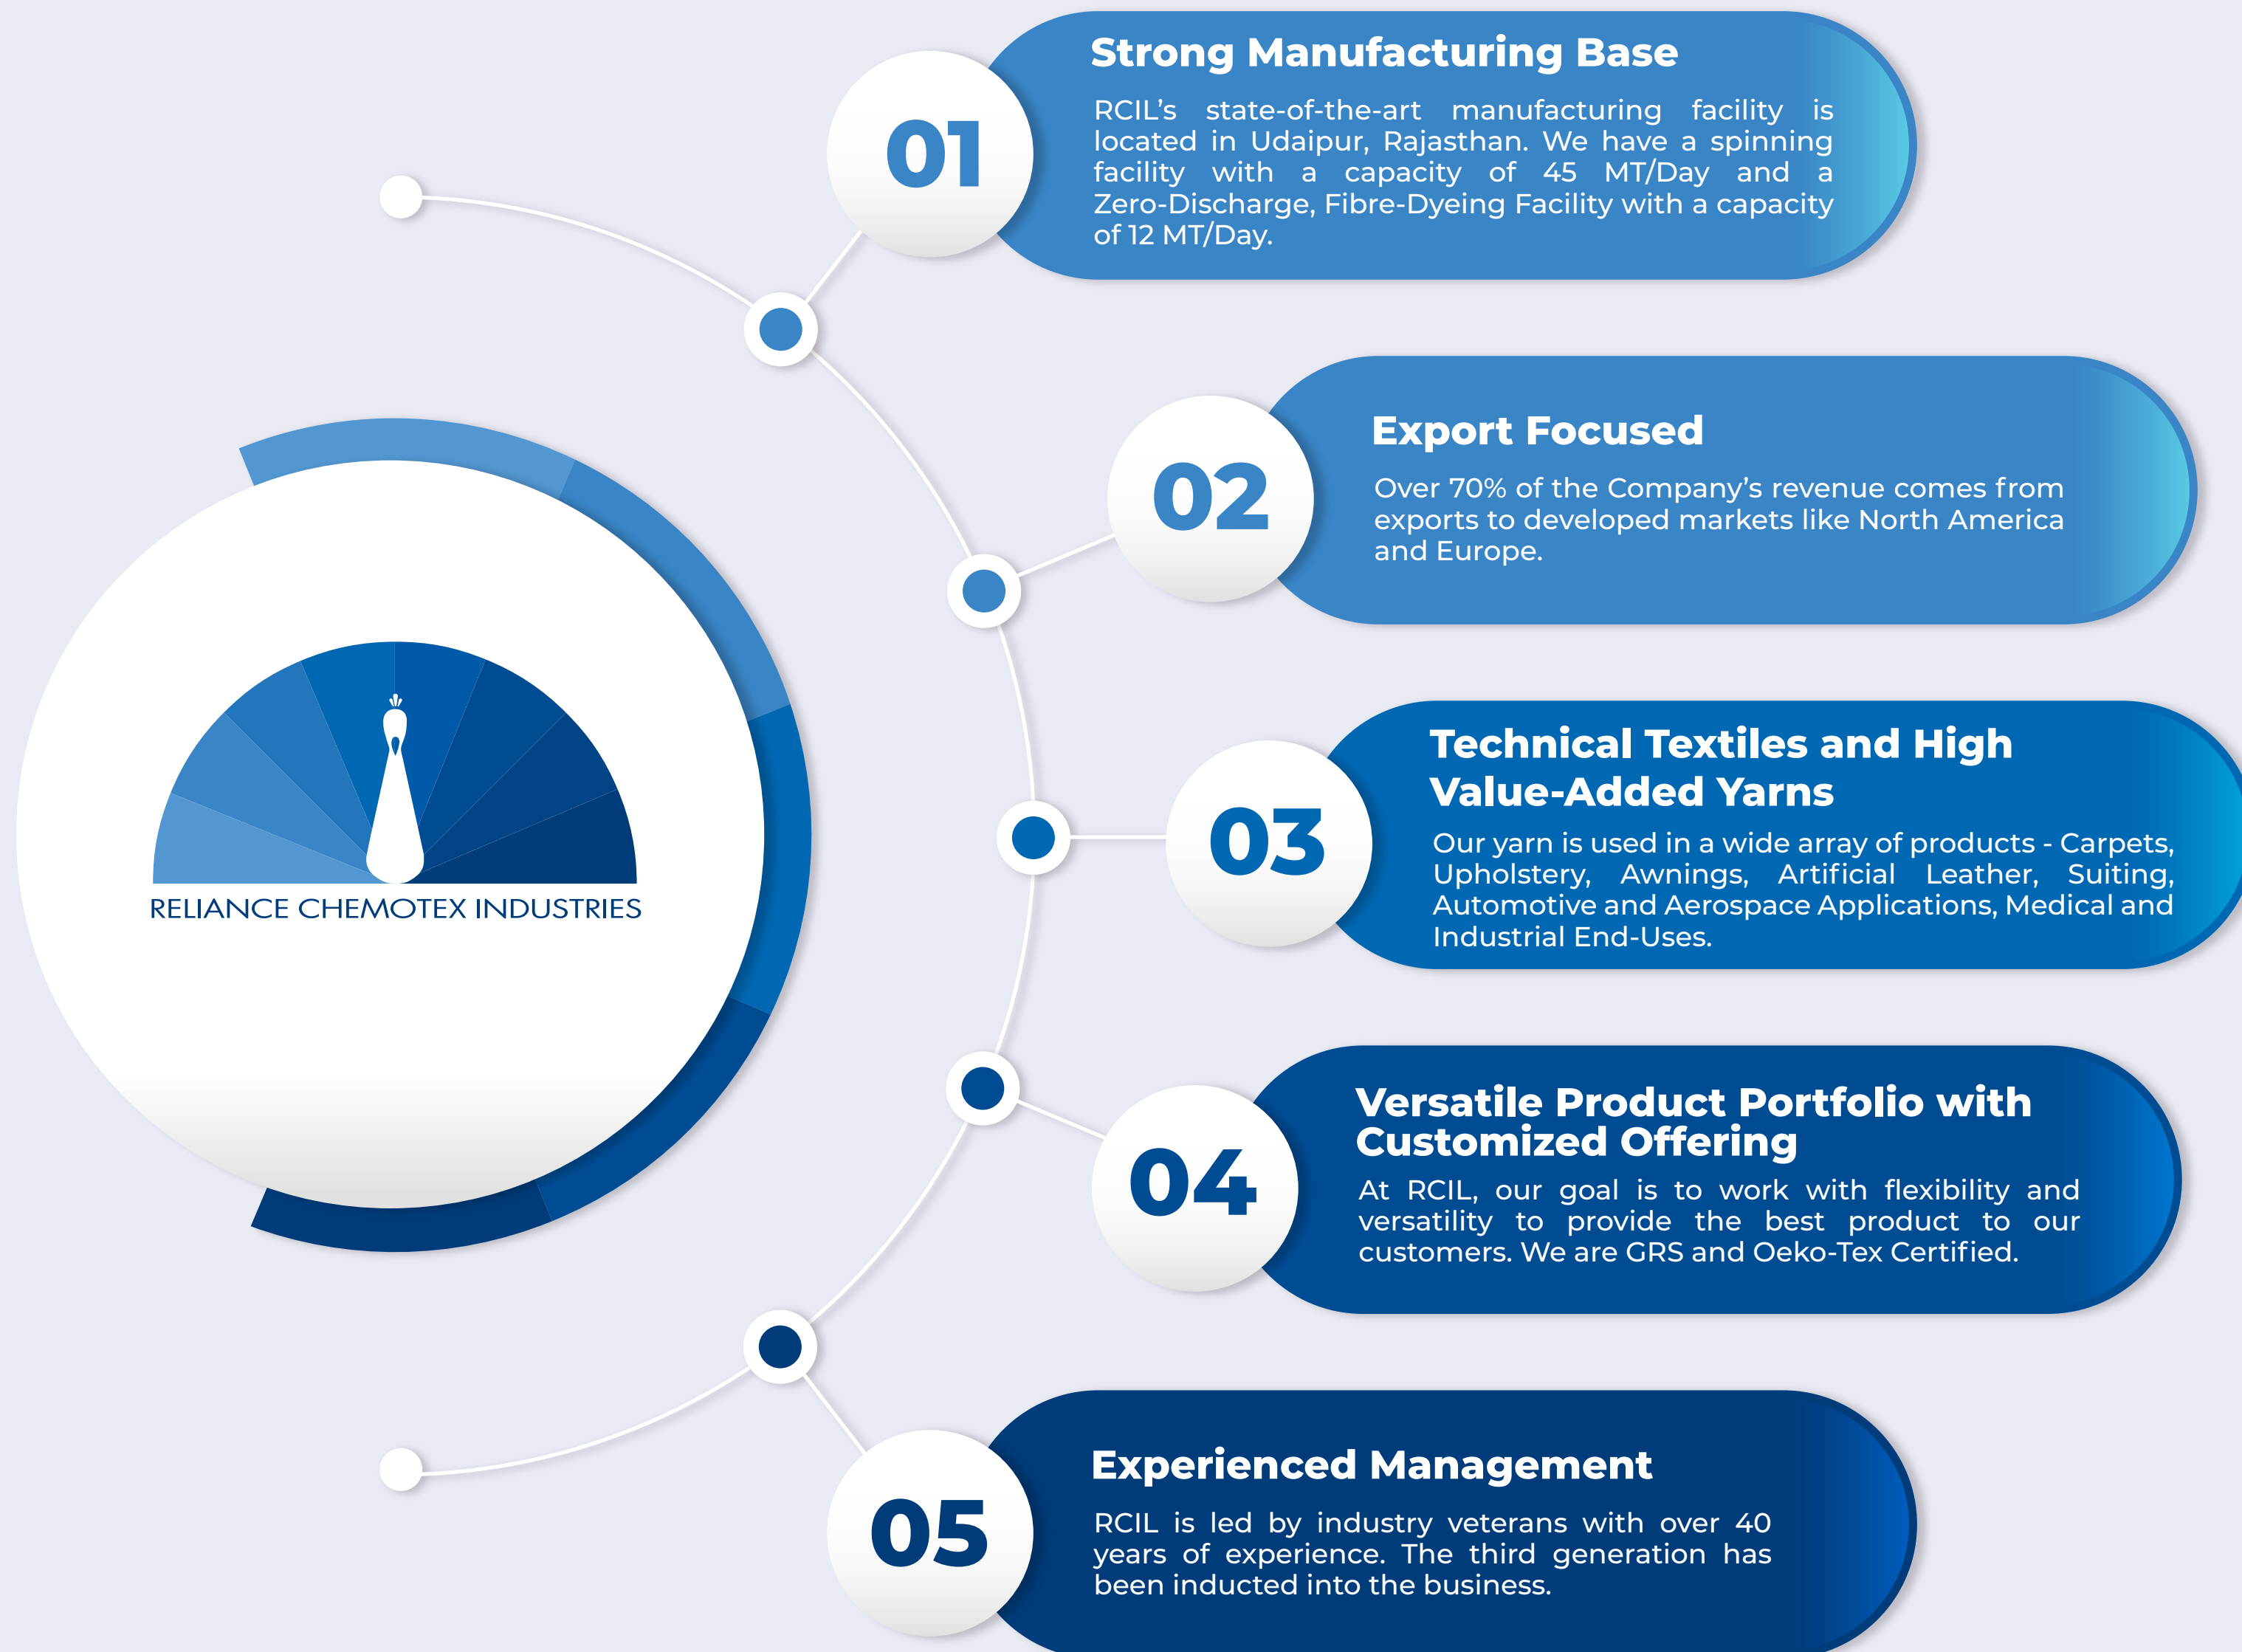 01
Strong Manufacturing Base
RCIL's state-of-the-art manufacturing facility is
located in Udaipur, Rajasthan. We have a spinning
facility with a capacity of 45 MT/Day and a
Zero-Discharge, Fibre-Dyeing Facility with a capacity
of 12 MT/Day.
02
Export Focused
Over 70% of the Company's revenue comes from
exports to developed markets like North America
and Europe.
RELIANCE CHEMOTEX INDUSTRIES
03
Technical Textiles and High
Value-Added Yarns
Our yarn is used in a wide array of products - Carpets,
Upholstery, Awnings, Artificial Leather, Suiting,
Automotive and Aerospace Applications, Medical and
Industrial End-Uses.
04
Versatile Product Portfolio with
Customized Offering
At RCIL, our goal is to work with flexibility and
versatility to provide the best product to our
customers. We are GRS and Oeko-Tex Certified.
05
Experienced Management
RCIL is led by industry veterans with over 40
years of experience. The third generation has
been inducted into the business.